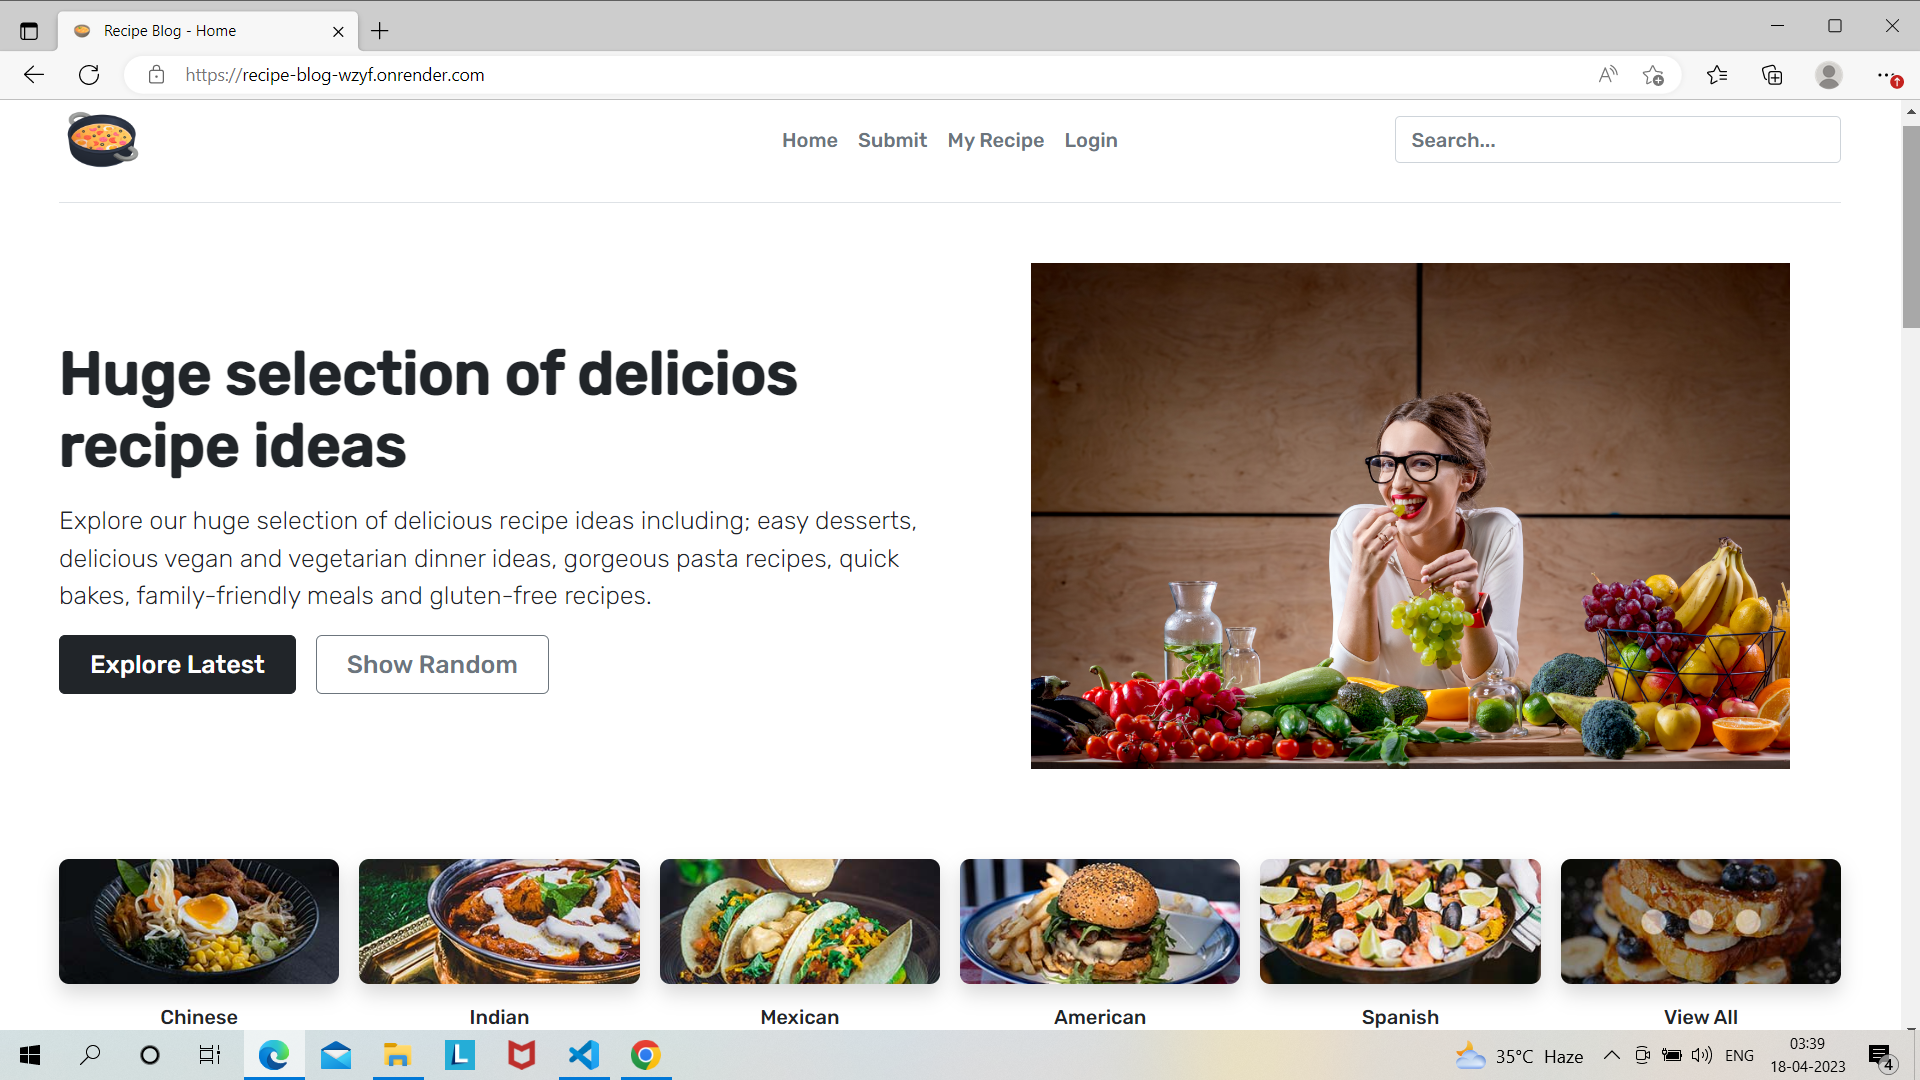 Recipe Blog - Home
https://recipe-blog-wzyf.onrender.com
Home Submit My Recipe Login
Search...
Huge selection of delicios
recipe ideas
Explore our huge selection of delicious recipe ideas including; easy desserts,
delicious vegan and vegetarian dinner ideas, gorgeous pasta recipes, quick
bakes, family-friendly meals and gluten-free recipes.
Explore Latest Show Random
Chinese Indian Mexican American Spanish View All
35°C Haze ENG 03:39
18-04-2023
4